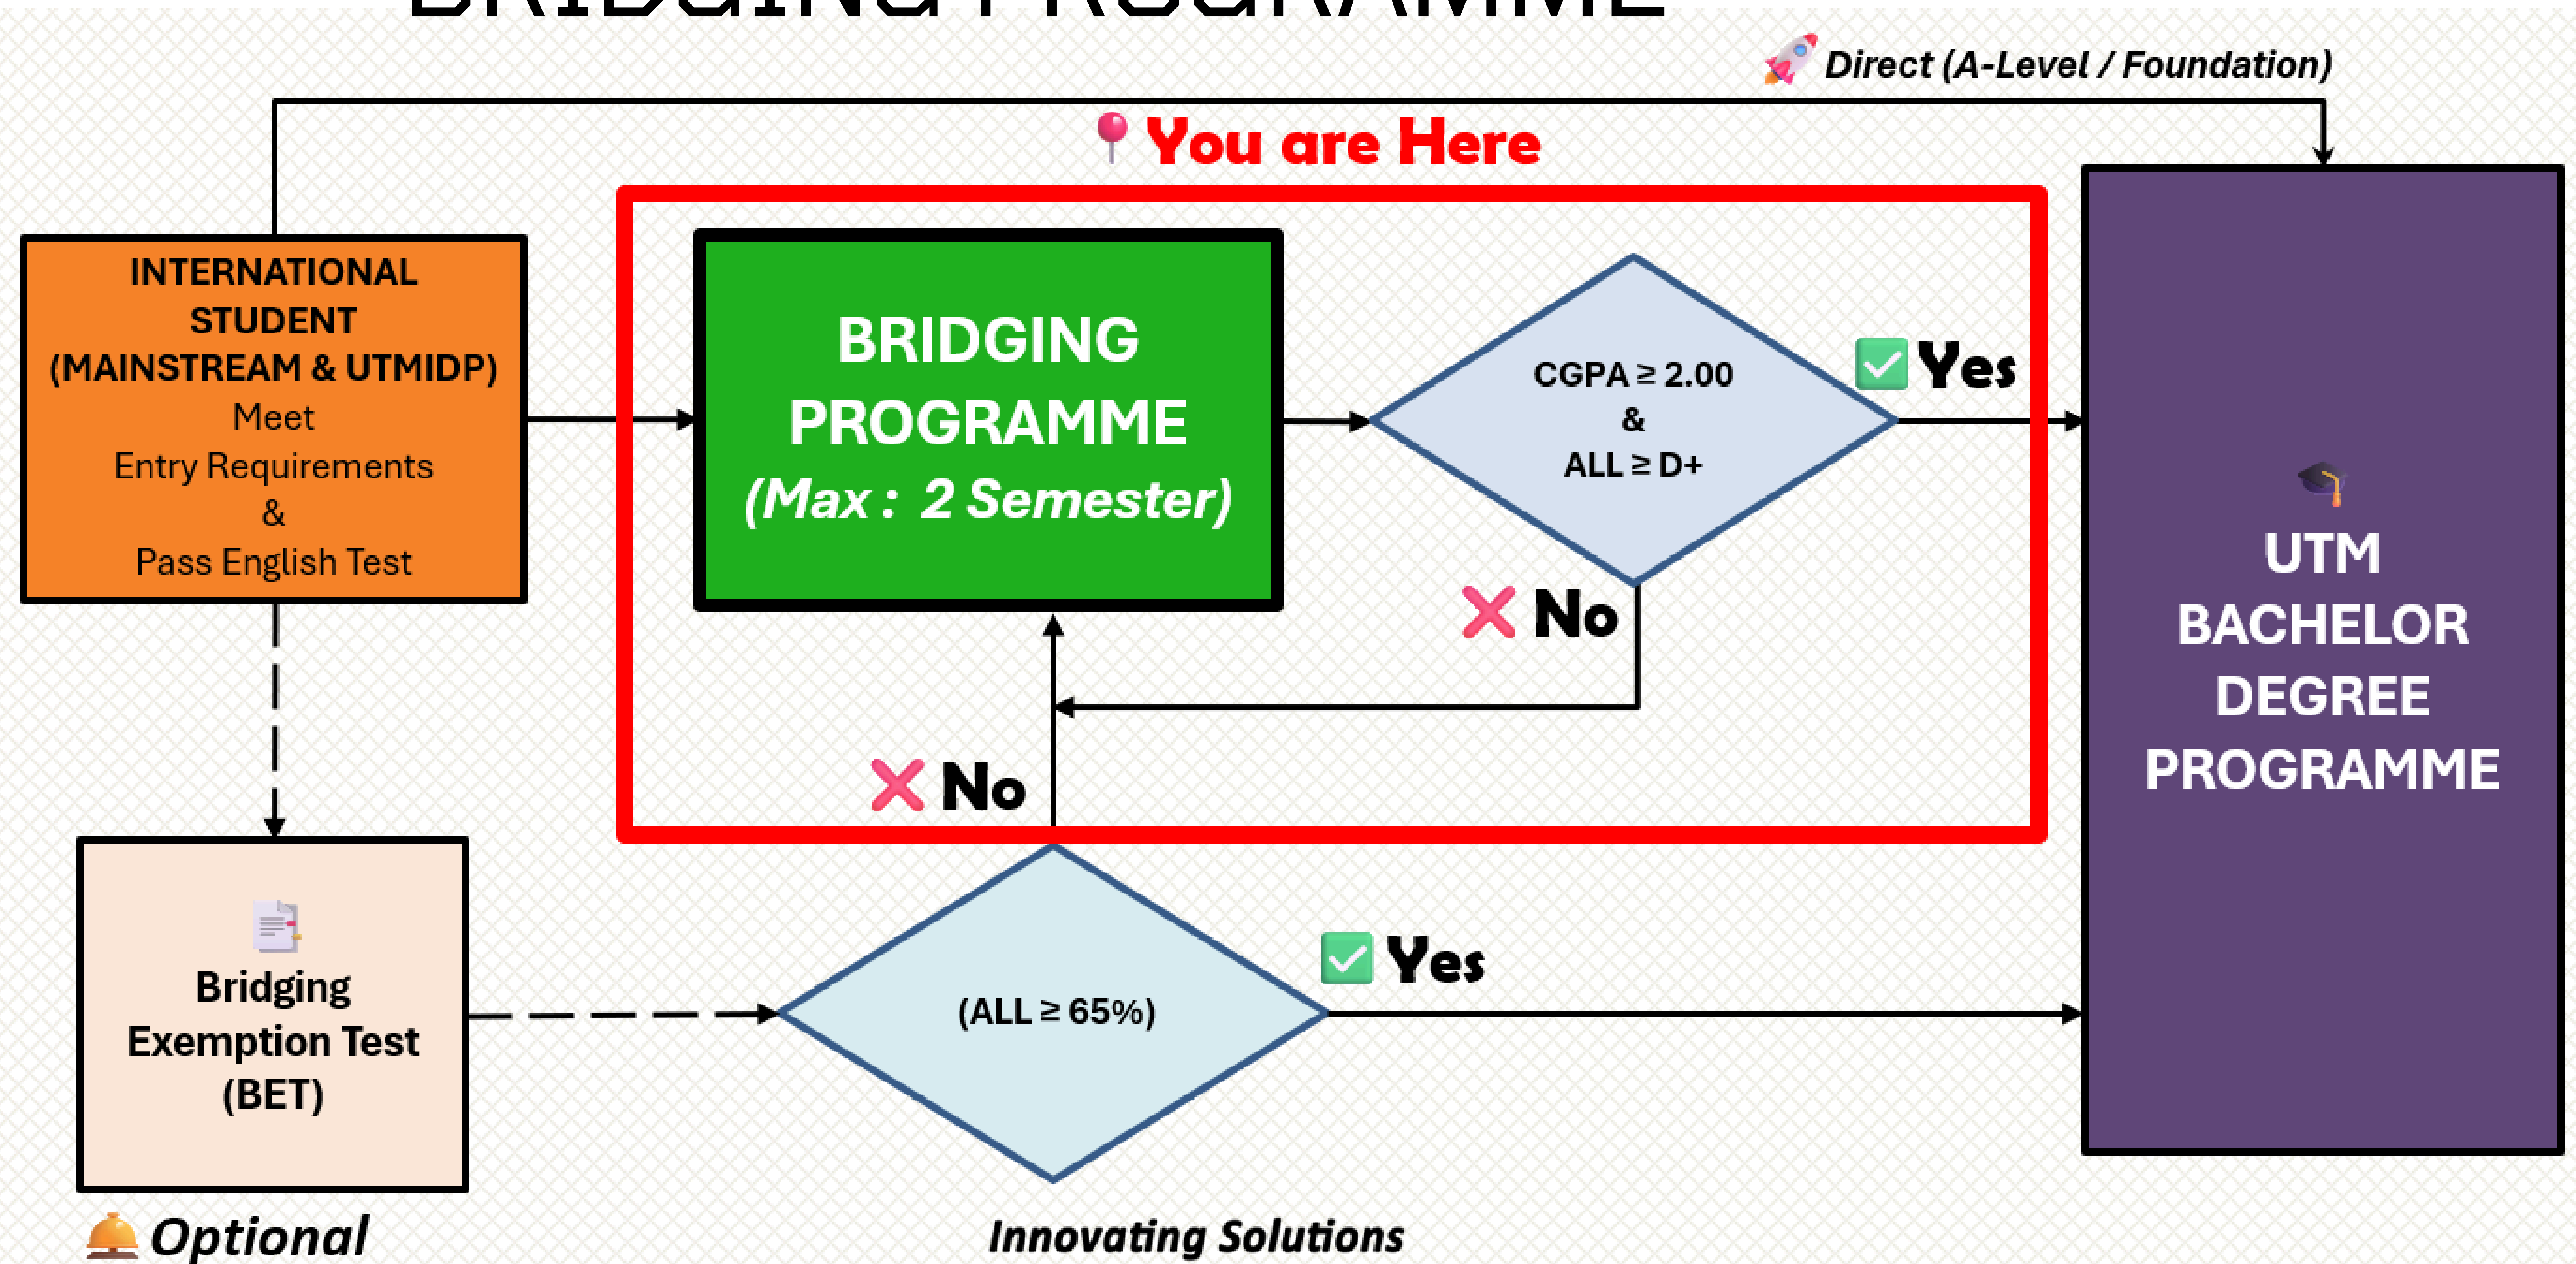 BRIDGING PROGRAMME
Direct (A-Level / Foundation)
You are Here
INTERNATIONAL
STUDENT
(MAINSTREAM & UTMIDP)
Meet
Entry Requirements
&
Pass English Test
BRIDGING
PROGRAMME
(Max : 2 Semester)
CGPA ≥ 2.00
&
ALL ≥ D+
Yes
No
No
UTM
BACHELOR
DEGREE
PROGRAMME
Bridging
Exemption Test
(BET)
(ALL ≥ 65%)
Yes
Optional
Innovating Solutions